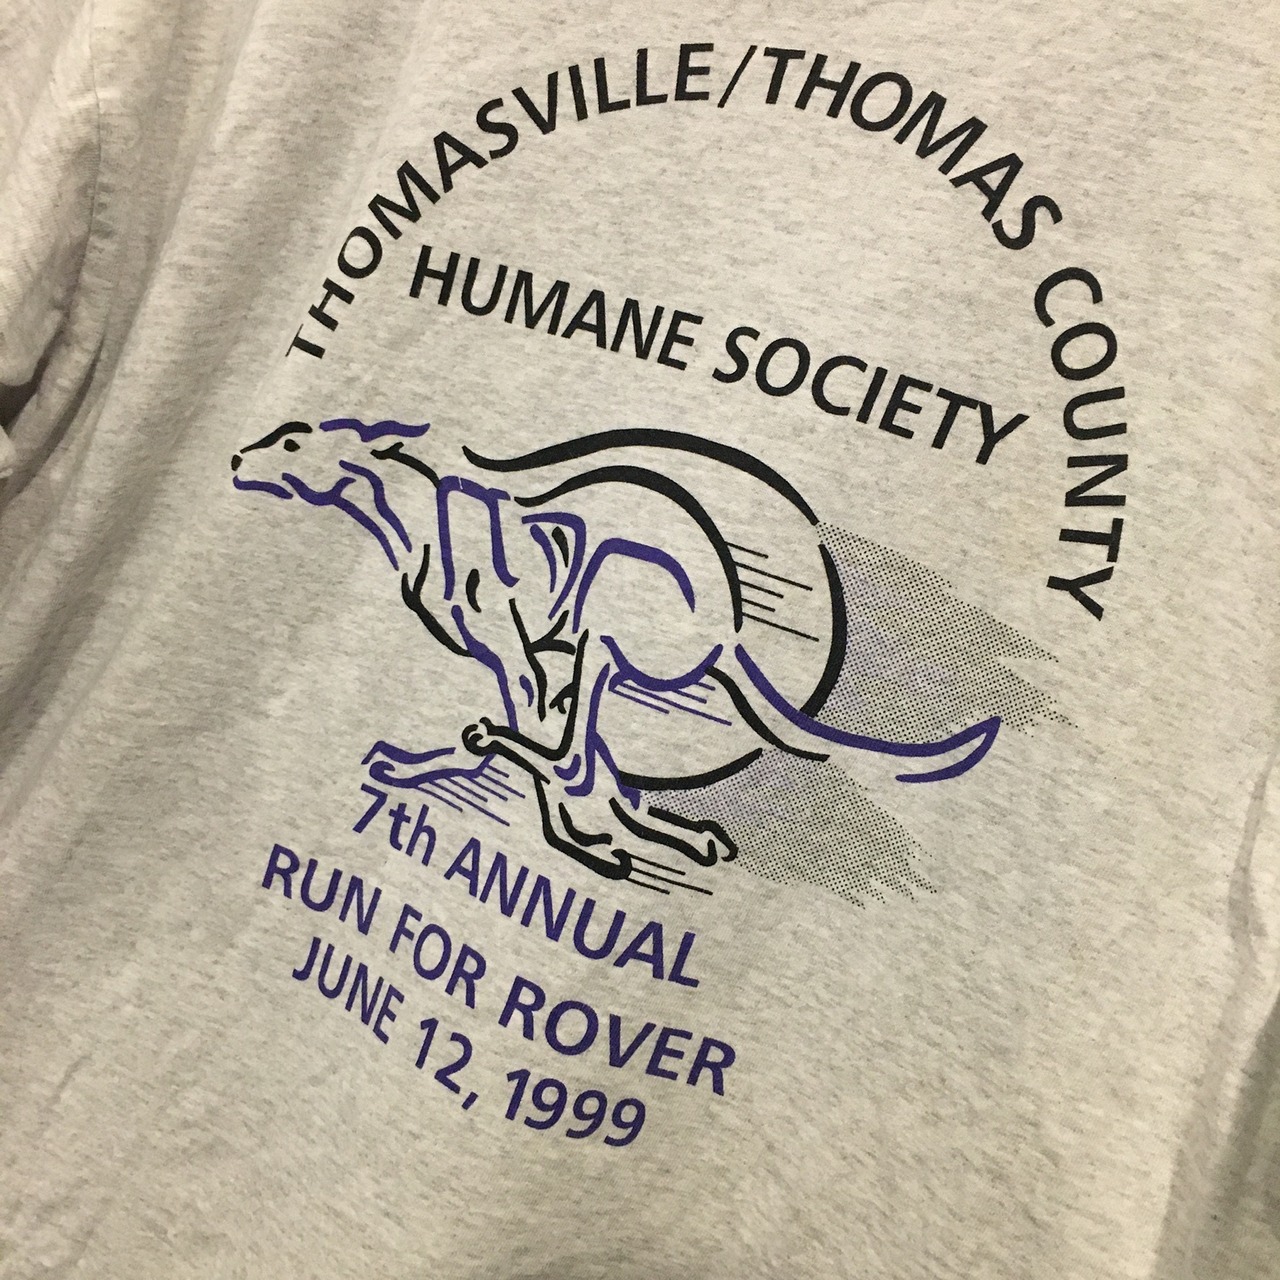 THOMASVILLE/THOMAS COUNTY
HUMANE SOCIETY
7th ANNUAL
RUN FOR ROVER
JUNE 12, 1999